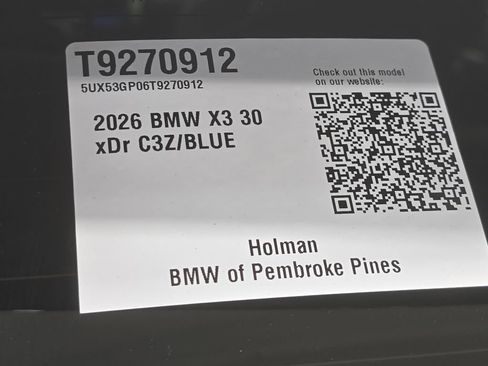 T9270912
5UX53GP06T9270912
Check out this model
on our website:
2026 BMW X3 30
xDr C3Z/BLUE
Holman
BMW of Pembroke Pines